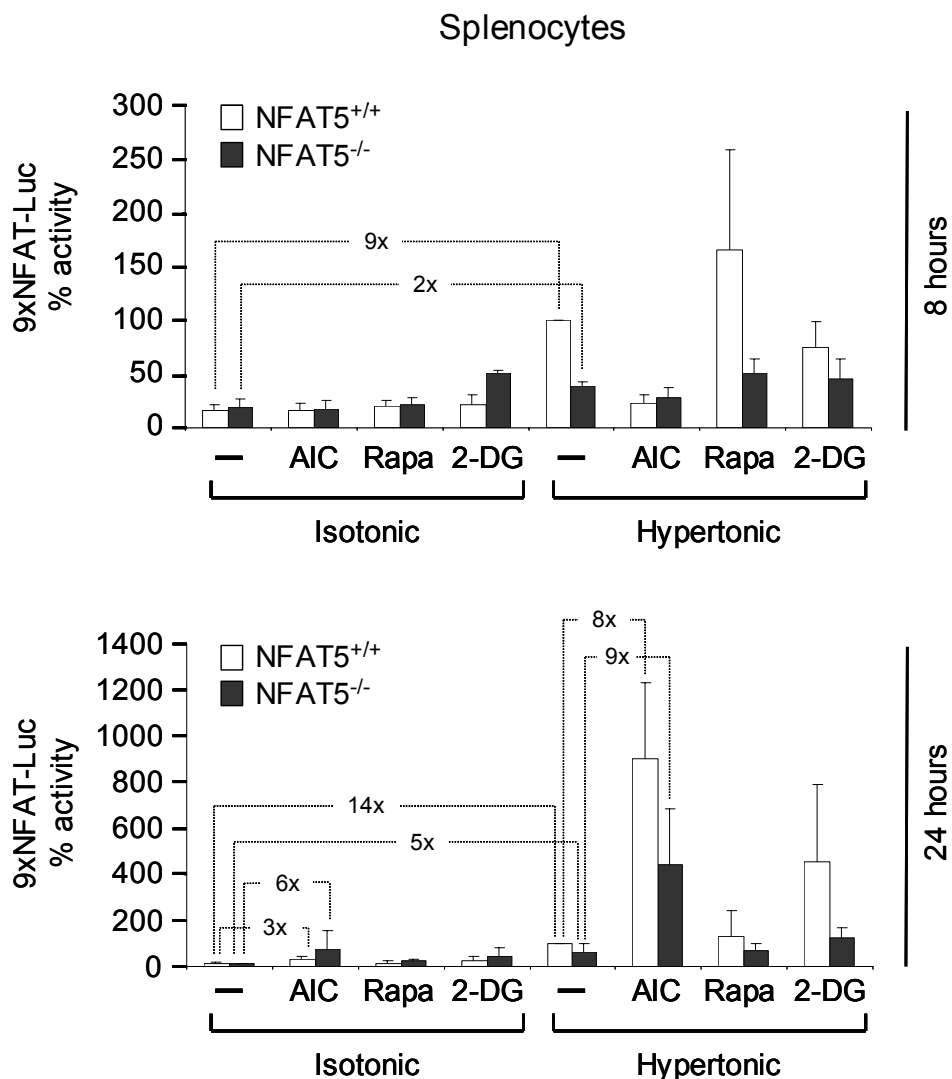 Splenocytes
300
250
200
150
100
50
0
9xNFAT-Luc
% activity
NFAT5+/+
NFAT5-/-
9x
2x
– AIC Rapa 2-DG – AIC Rapa 2-DG
Isotonic Hypertonic
8 hours
1400
1200
1000
800
600
400
200
0
9xNFAT-Luc
% activity
NFAT5+/+
NFAT5-/-
8x
9x
14x
5x
6x
3x
– AIC Rapa 2-DG – AIC Rapa 2-DG
Isotonic Hypertonic
24 hours